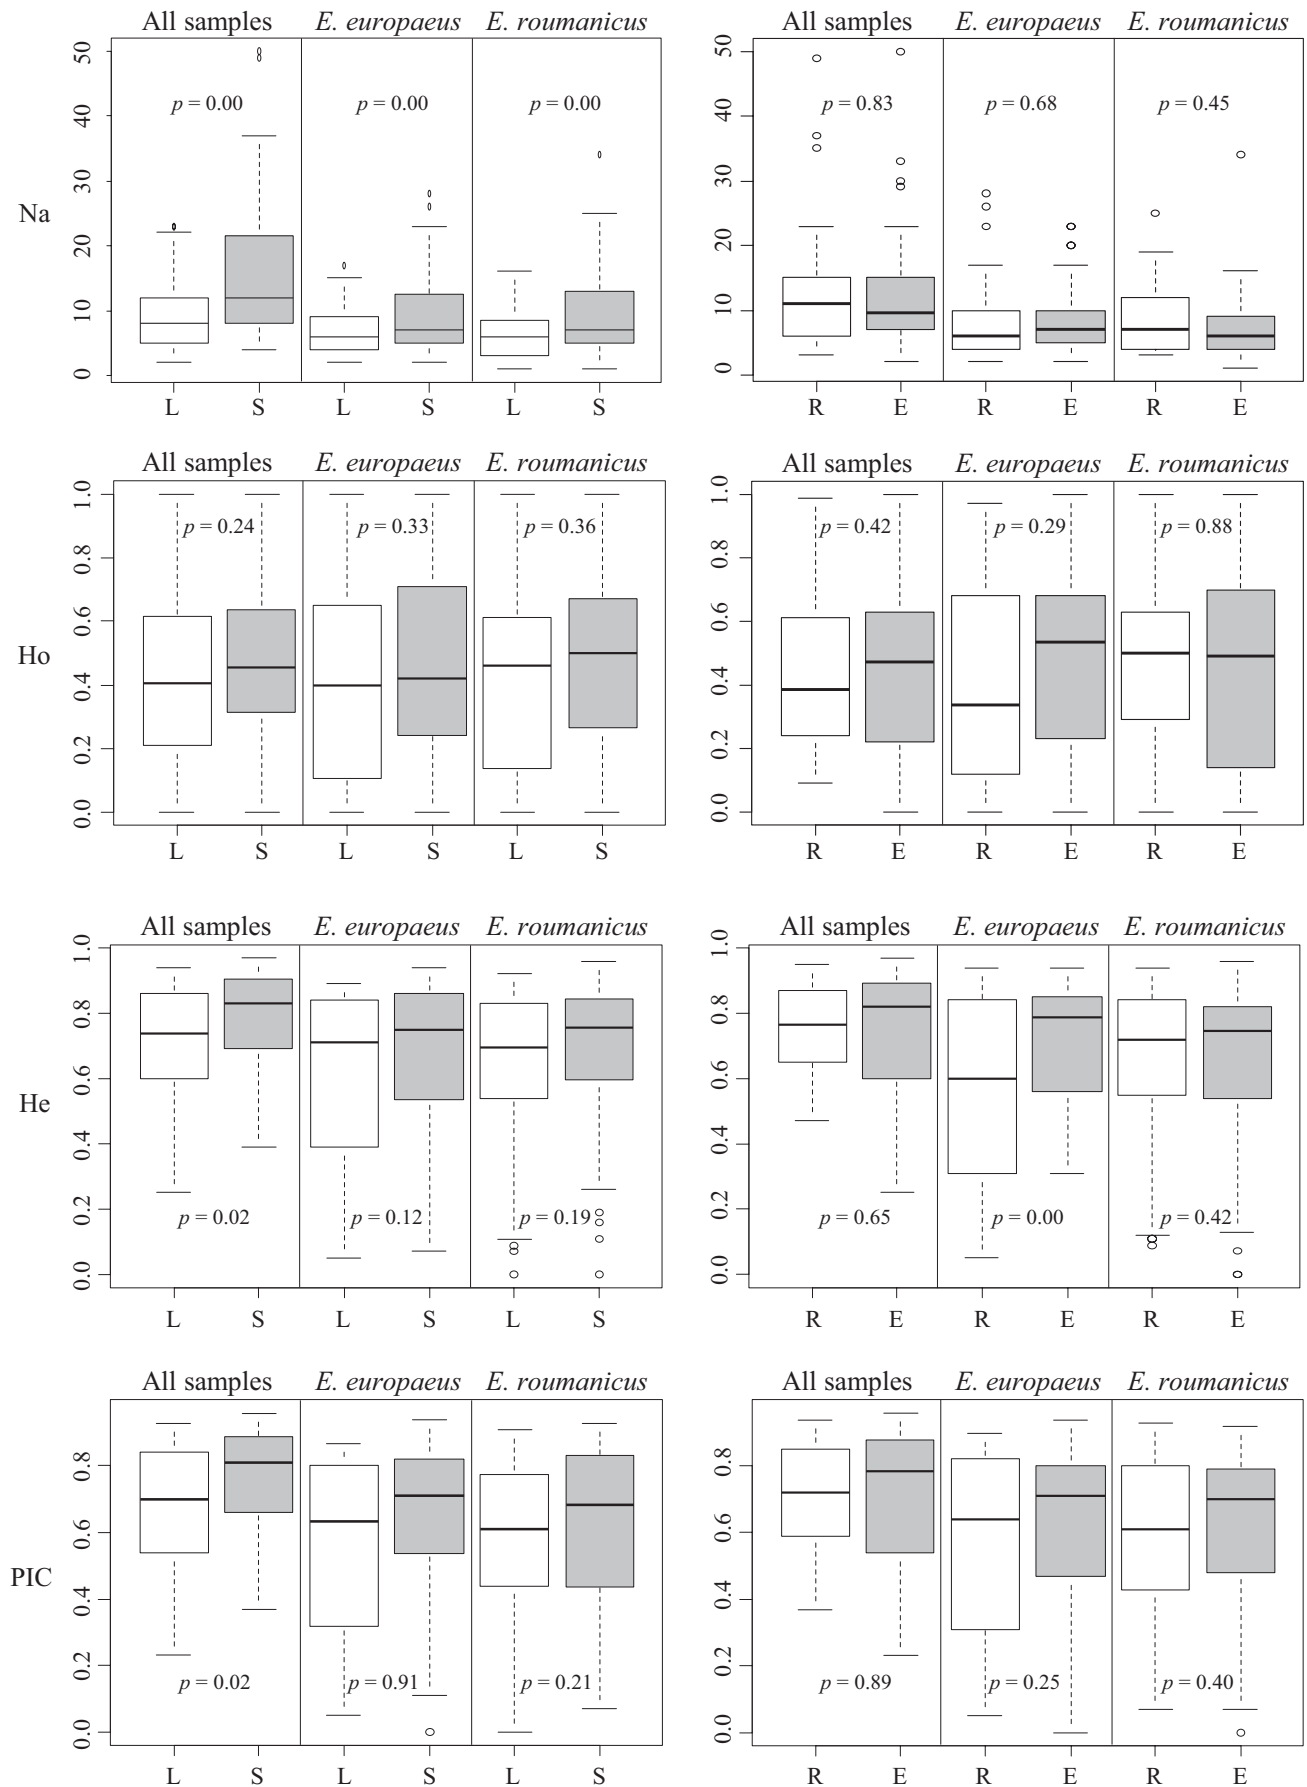 All samples E. europaeus E. roumanicus All samples E. europaeus E. roumanicus
50 50
p = 0.00 p = 0.00 p = 0.00 p = 0.83 p = 0.68 p = 0.45
40 40
30 30
Na
20 20
10 10
0 0
L S L S L S R E R E R E
All samples E. europaeus E. roumanicus All samples E. europaeus E. roumanicus
1.0 1.0
p = 0.24 p = 0.33 p = 0.36 p = 0.42 p = 0.29 p = 0.88
0.8 0.8
0.6 0.6
Ho
0.4 0.4
0.2 0.2
0.0 0.0
L S L S L S R E R E R E
All samples E. europaeus E. roumanicus All samples E. europaeus E. roumanicus
1.0 1.0
0.8 0.8
0.6 0.6
He
0.4 0.4
0.2 0.2
p = 0.02 p = 0.12 p = 0.19 p = 0.65 p = 0.00 p = 0.42
0.0 0.0
L S L S L S R E R E R E
All samples E. europaeus E. roumanicus All samples E. europaeus E. roumanicus
0.8 0.8
0.6 0.6
PIC
0.4 0.4
0.2 0.2
p = 0.02 p = 0.91 p = 0.21 p = 0.89 p = 0.25 p = 0.40
0.0 0.0
L S L S L S R E R E R E